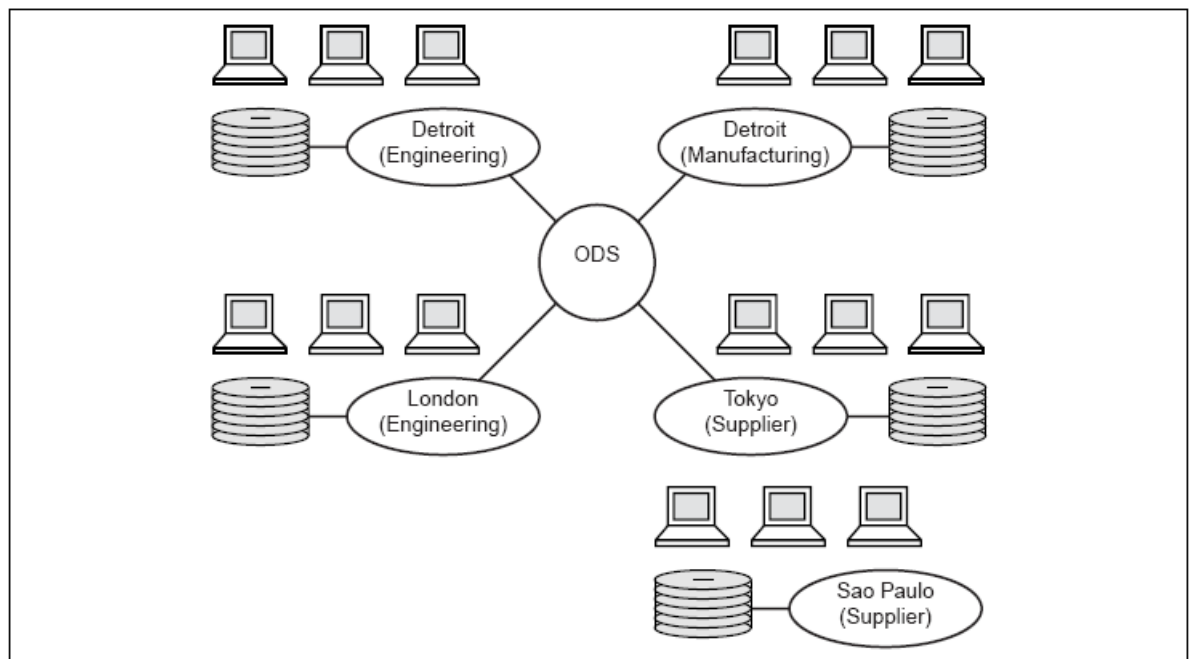 Detroit
(Engineering)
Detroit
(Manufacturing)
ODS
London
(Engineering)
Tokyo
(Supplier)
Sao Paulo
(Supplier)